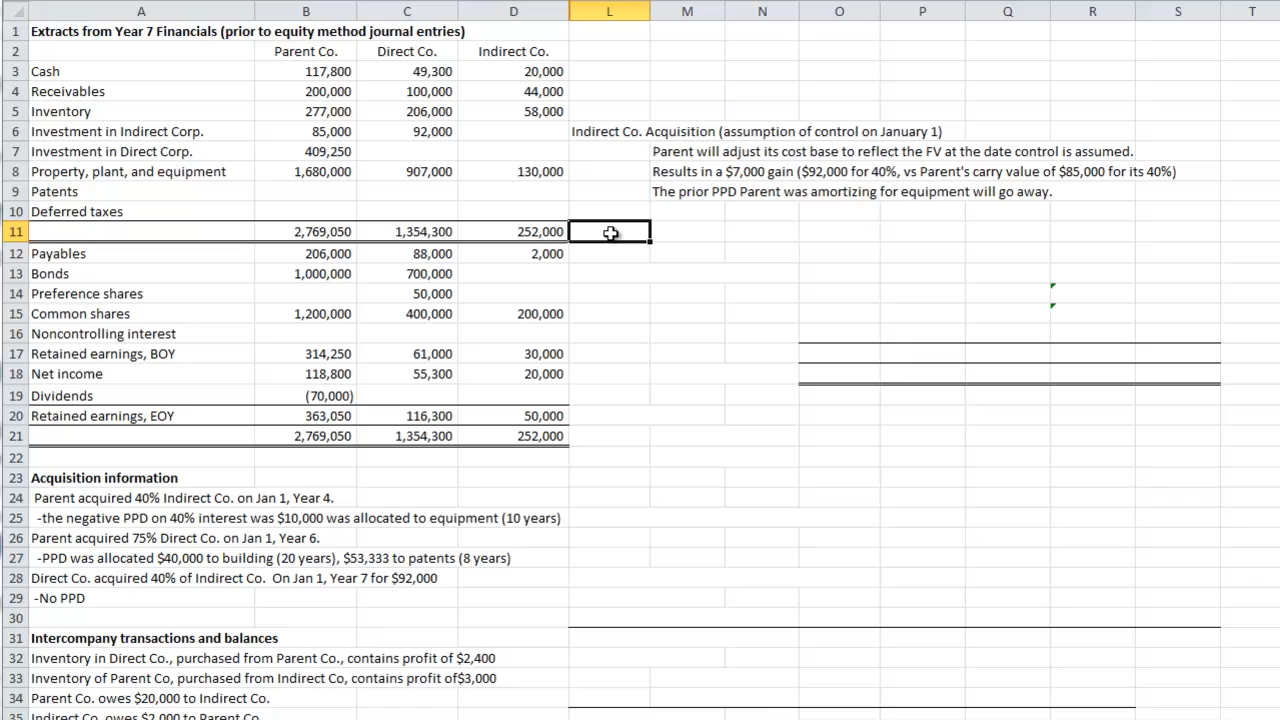 A B C D L M N O P Q R S T
1 Extracts from Year 7 Financials (prior to equity method journal entries)
2 Parent Co. Direct Co. Indirect Co.
3 Cash 117,800 49,300 20,000
4 Receivables 200,000 100,000 44,000
5 Inventory 277,000 206,000 58,000
6 Investment in Indirect Corp. 85,000 92,000 Indirect Co. Acquisition (assumption of control on January 1)
7 Investment in Direct Corp. 409,250 Parent will adjust its cost base to reflect the FV at the date control is assumed.
8 Property, plant, and equipment 1,680,000 907,000 130,000 Results in a $7,000 gain ($92,000 for 40%, vs Parent's carry value of $85,000 for its 40%)
9 Patents The prior PPD Parent was amortizing for equipment will go away.
10 Deferred taxes
11 2,769,050 1,354,300 252,000
12 Payables 206,000 88,000 2,000
13 Bonds 1,000,000 700,000
14 Preference shares 50,000
15 Common shares 1,200,000 400,000 200,000
16 Noncontrolling interest
17 Retained earnings, BOY 314,250 61,000 30,000
18 Net income 118,800 55,300 20,000
19 Dividends (70,000)
20 Retained earnings, EOY 363,050 116,300 50,000
21 2,769,050 1,354,300 252,000
22
23 Acquisition information
24 Parent acquired 40% Indirect Co. on Jan 1, Year 4.
25 -the negative PPD on 40% interest was $10,000 was allocated to equipment (10 years)
26 Parent acquired 75% Direct Co. on Jan 1, Year 6.
27 -PPD was allocated $40,000 to building (20 years), $53,333 to patents (8 years)
28 Direct Co. acquired 40% of Indirect Co. On Jan 1, Year 7 for $92,000
29 -No PPD
30
31 Intercompany transactions and balances
32 Inventory in Direct Co., purchased from Parent Co., contains profit of $2,400
33 Inventory of Parent Co, purchased from Indirect Co, contains profit of$3,000
34 Parent Co. owes $20,000 to Indirect Co.
35 Indirect Co. owes $2,000 to Parent Co.